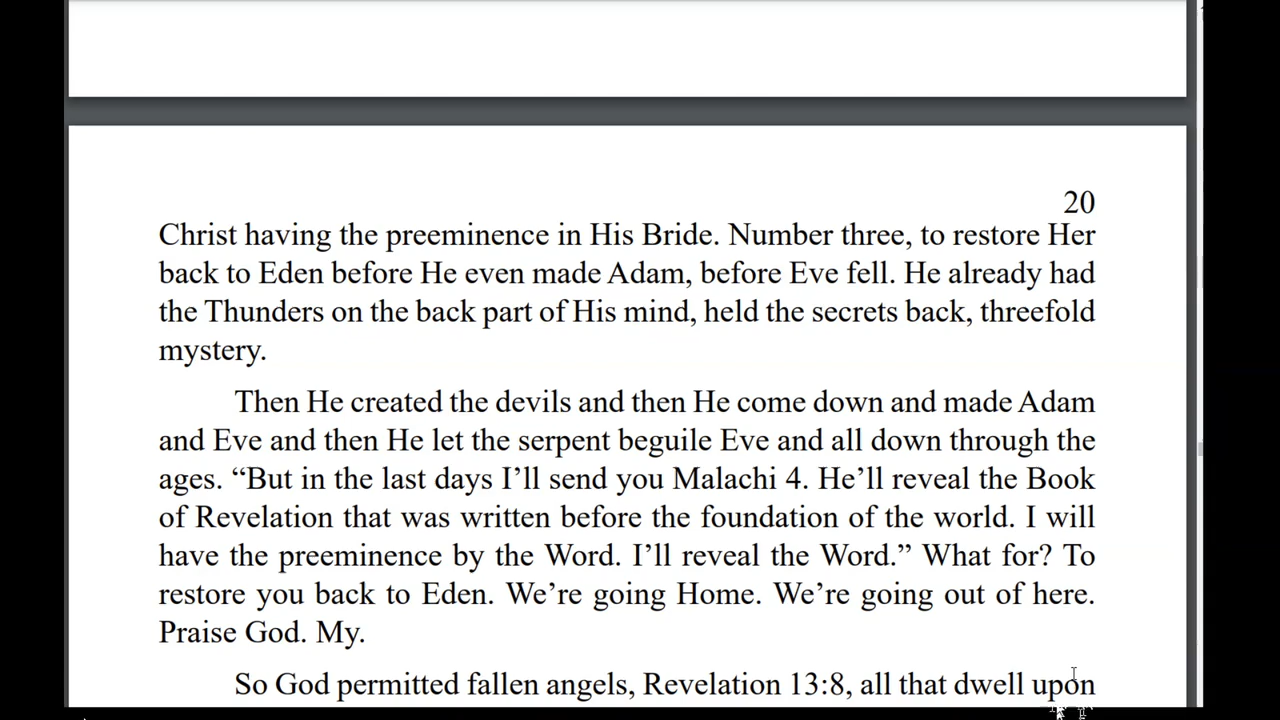 20
Christ having the preeminence in His Bride. Number three, to restore Her
back to Eden before He even made Adam, before Eve fell. He already had
the Thunders on the back part of His mind, held the secrets back, threefold
mystery.
Then He created the devils and then He come down and made Adam
and Eve and then He let the serpent beguile Eve and all down through the
ages. “But in the last days I’ll send you Malachi 4. He’ll reveal the Book
of Revelation that was written before the foundation of the world. I will
have the preeminence by the Word. I’ll reveal the Word.” What for? To
restore you back to Eden. We’re going Home. We’re going out of here.
Praise God. My.
So God permitted fallen angels, Revelation 13:8, all that dwell upon